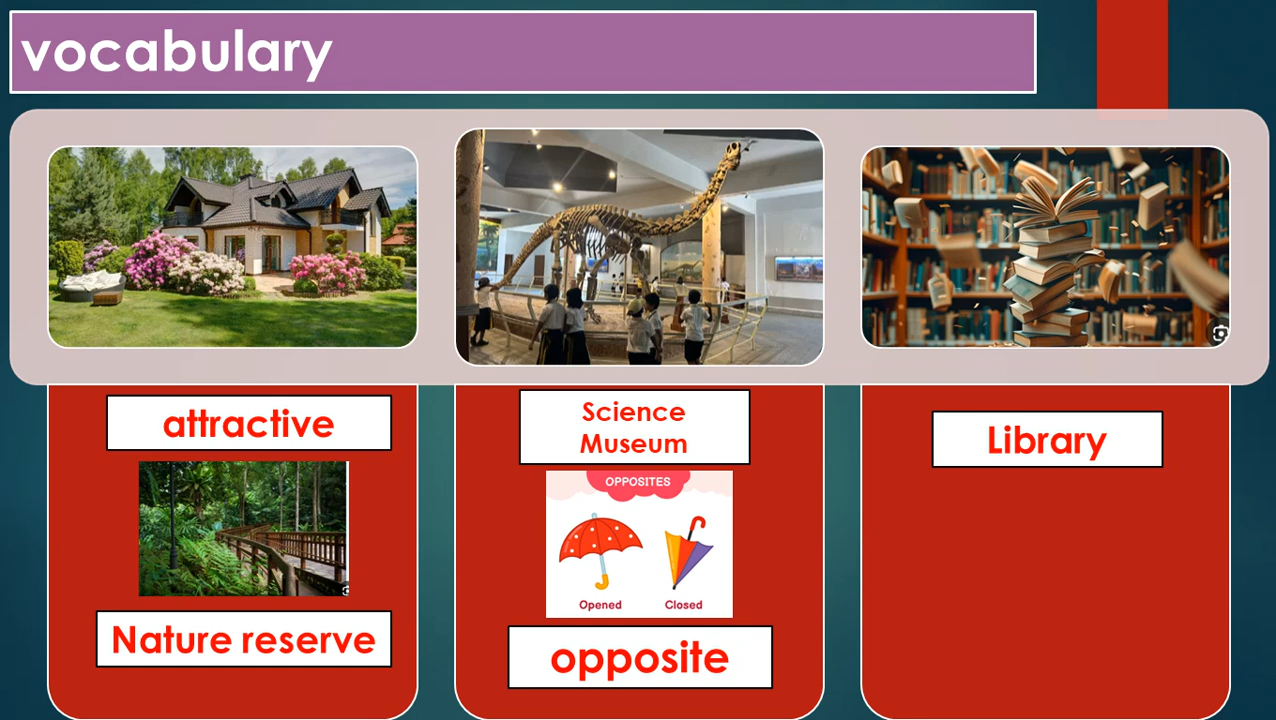 vocabulary
attractive
Science
Museum
Library
OPPOSITES
Opened Closed
Nature reserve
opposite